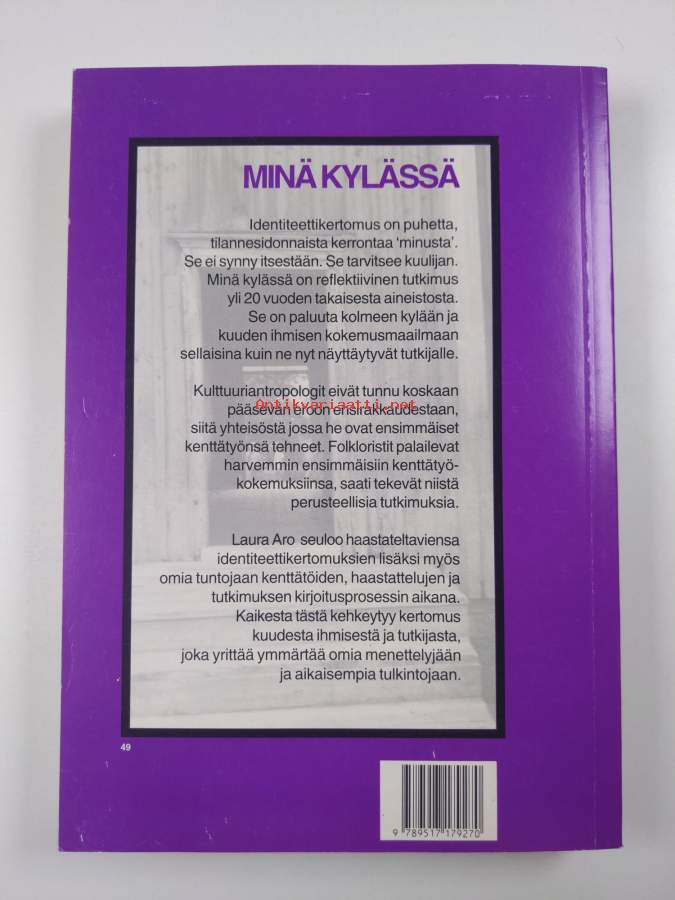 MINÄ KYLÄSSÄ
Identiteettikertomus on puhetta,
tilannesidonnaista kerrontaa ‘minusta’.
Se ei synny itsestään. Se tarvitsee kuulijan.
Minä kylässä on reflektiivinen tutkimus
yli 20 vuoden takaisesta aineistosta.
Se on paluuta kolmeen kylään ja
kuuden ihmisen kokemusmaailmaan
sellaisina kuin ne nyt näyttäytyvät tutkijalle.
Kulttuuriantropologit eivät tunnu koskaan
Antikvariaatti.net
pääsevän eroon ensirakkaudestaan,
siitä yhteisöstä jossa he ovat ensimmäiset
kenttätyönsä tehneet. Folkloristit palailevat
harvemmin ensimmäisiin kenttätyö-
kokemuksiinsa, saati tekevät niistä
perusteellisia tutkimuksia.
Laura Aro seuloo haastateltaviensa
identiteettikertomuksien lisäksi myös
omia tuntojaan kenttätöiden, haastattelujen ja
tutkimuksen kirjoitusprosessin aikana.
Kaikesta tästä kehkeytyy kertomus
kuudesta ihmisestä ja tutkijasta,
joka yrittää ymmärtää omia menettelyjään
ja aikaisempia tulkintojaan.
49
9 789517 179270